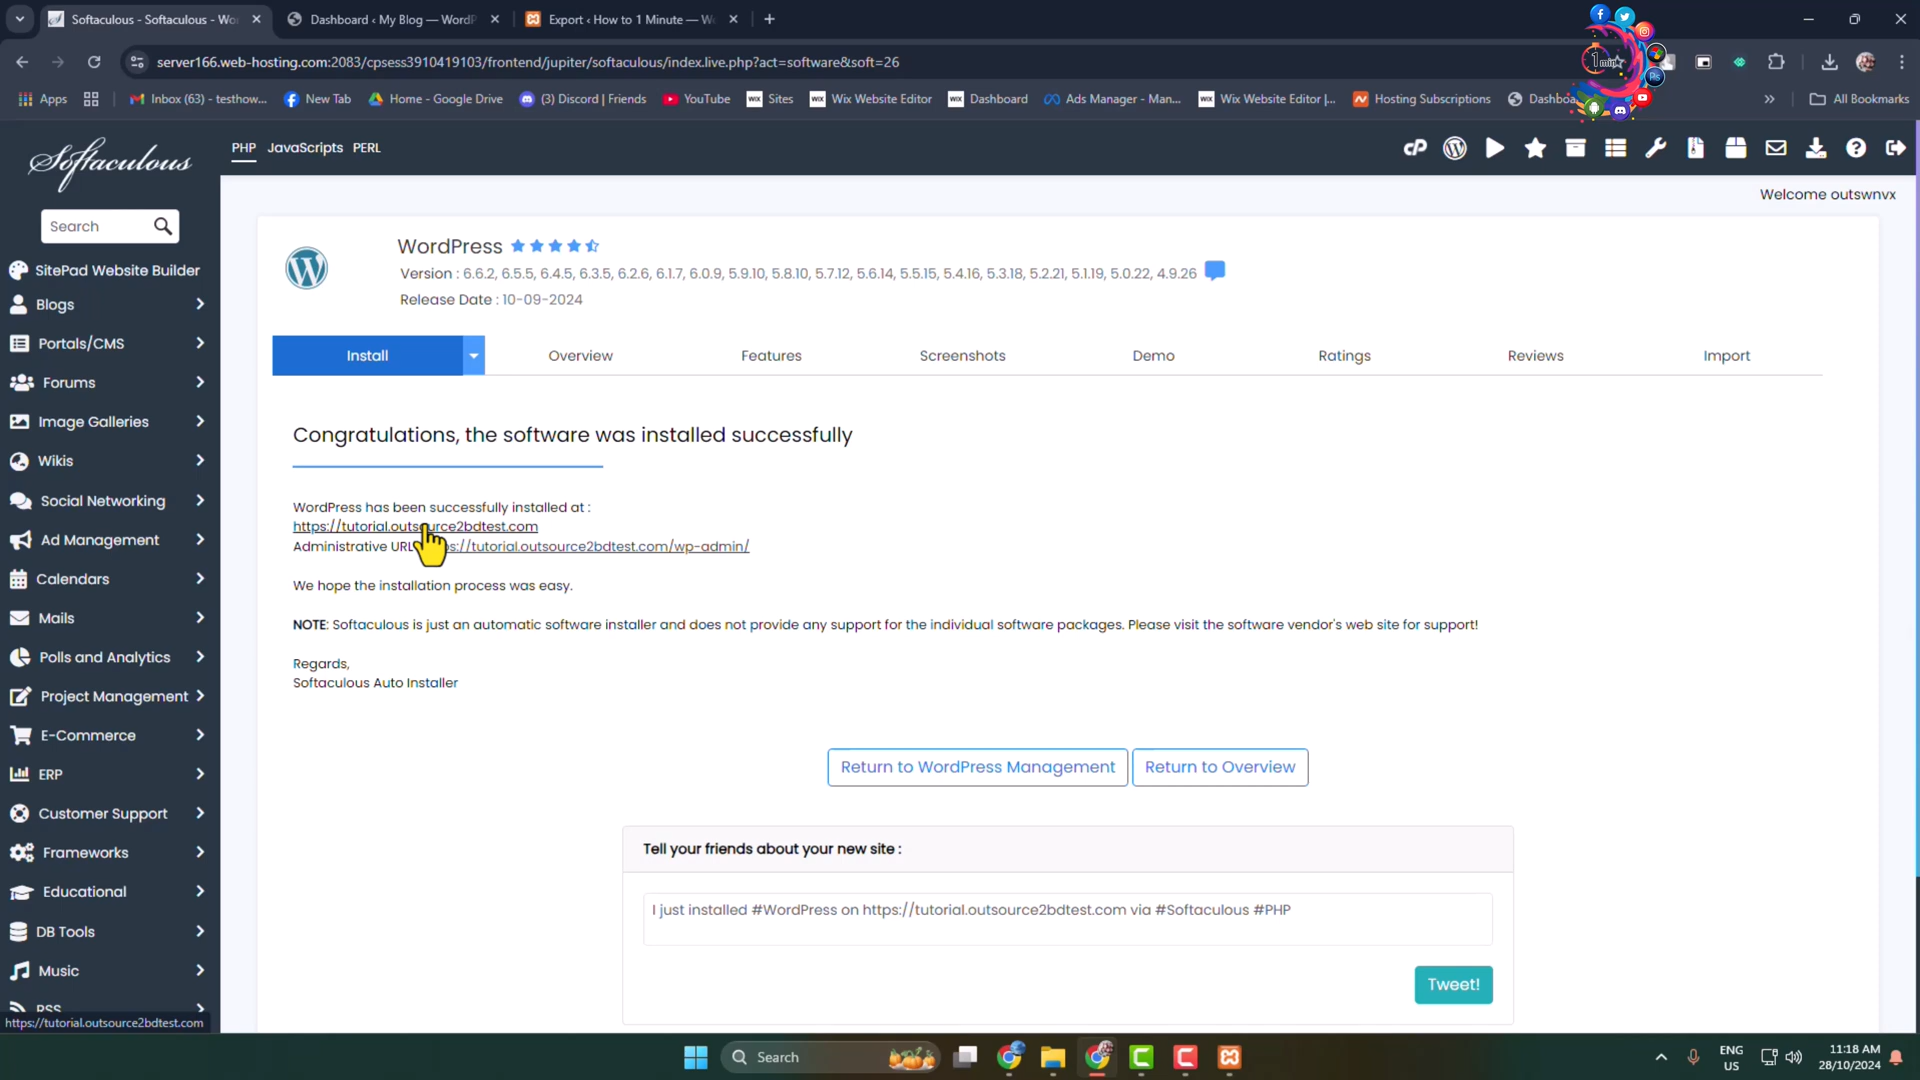 Softaculous - Softaculous - Wo
Dashboard ‹ My Blog — WordP
Export ‹ How to 1 Minute — W
server166.web-hosting.com:2083/cpsess3910419103/frontend/jupiter/softaculous/index.live.php?act=software&soft=26
1min
Apps
Inbox (63) - testhow...
New Tab
Home - Google Drive
(3) Discord | Friends
YouTube
Sites
Wix Website Editor
Dashboard
Ads Manager - Man...
Wix Website Editor |...
Hosting Subscriptions
All Bookmarks
Softaculous
PHP
JavaScripts
PERL
Welcome outswnvx
Search
SitePad Website Builder
Blogs
Portals/CMS
Forums
Image Galleries
Wikis
Social Networking
Ad Management
Calendars
Mails
Polls and Analytics
Project Management
E-Commerce
ERP
Customer Support
Frameworks
Educational
DB Tools
Music
RSS
https://tutorial.outsource2bdtest.com
WordPress
Version : 6.6.2, 6.5.5, 6.4.5, 6.3.5, 6.2.6, 6.1.7, 6.0.9, 5.9.10, 5.8.10, 5.7.12, 5.6.14, 5.5.15, 5.4.16, 5.3.18, 5.2.21, 5.1.19, 5.0.22, 4.9.26
Release Date : 10-09-2024
Install
Overview
Features
Screenshots
Demo
Ratings
Reviews
Import
Congratulations, the software was installed successfully
WordPress has been successfully installed at :
https://tutorial.outsource2bdtest.com
Administrative URL ps://tutorial.outsource2bdtest.com/wp-admin/
We hope the installation process was easy.
NOTE: Softaculous is just an automatic software installer and does not provide any support for the individual software packages. Please visit the software vendor's web site for support!
Regards,
Softaculous Auto Installer
Return to WordPress Management
Return to Overview
Tell your friends about your new site :
I just installed #WordPress on https://tutorial.outsource2bdtest.com via #Softaculous #PHP
Tweet!
Search
ENG
US
11:18 AM
28/10/2024